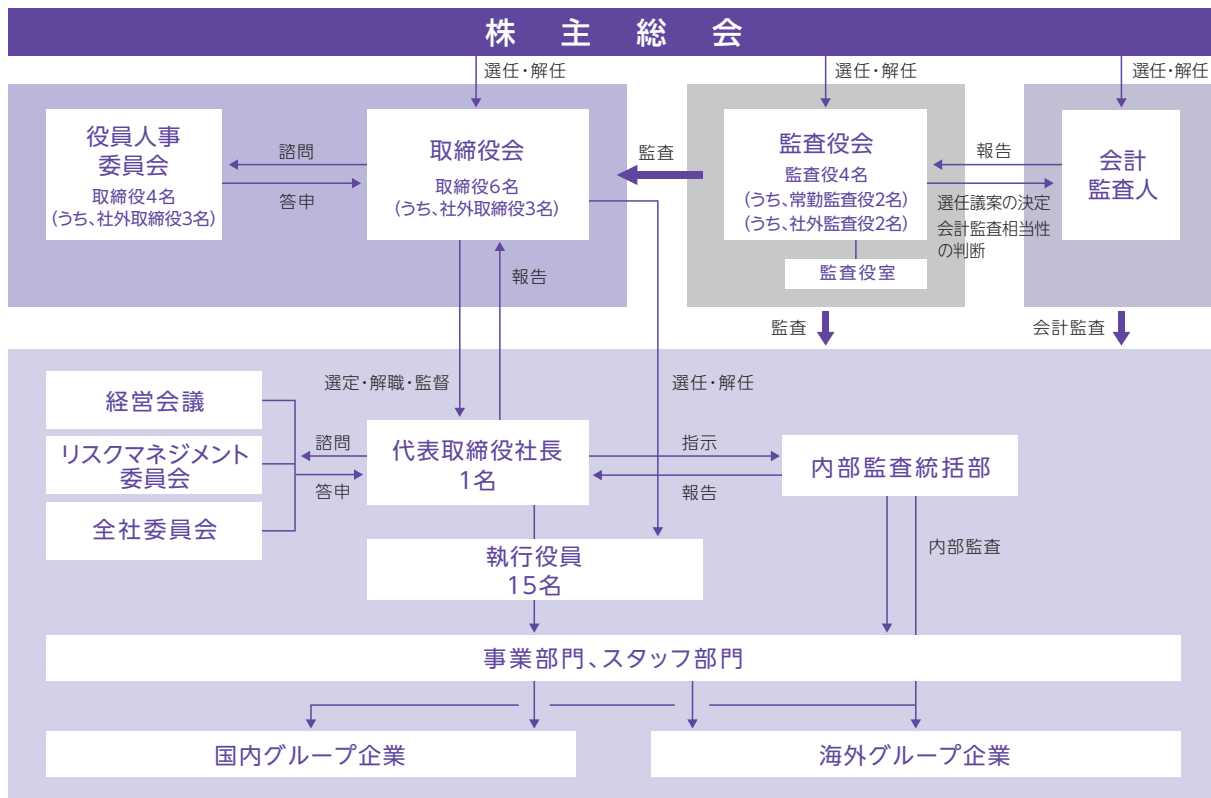 株主総会
選任・解任
選任・解任
選任・解任
役員人事
委員会
取締役4名
(うち、社外取締役3名)
諮問
答申
取締役会
取締役6名
(うち、社外取締役3名)
監査
監査役会
監査役4名
(うち、常勤監査役2名)
(うち、社外監査役2名)
監査役室
報告
選任議案の決定
会計監査相当性
の判断
会計
監査人
報告
監査
会計監査
選定・解職・監督
選任・解任
経営会議
リスクマネジメント
委員会
全社委員会
諮問
答申
代表取締役社長
1名
指示
報告
内部監査統括部
執行役員
15名
内部監査
事業部門、スタッフ部門
国内グループ企業
海外グループ企業